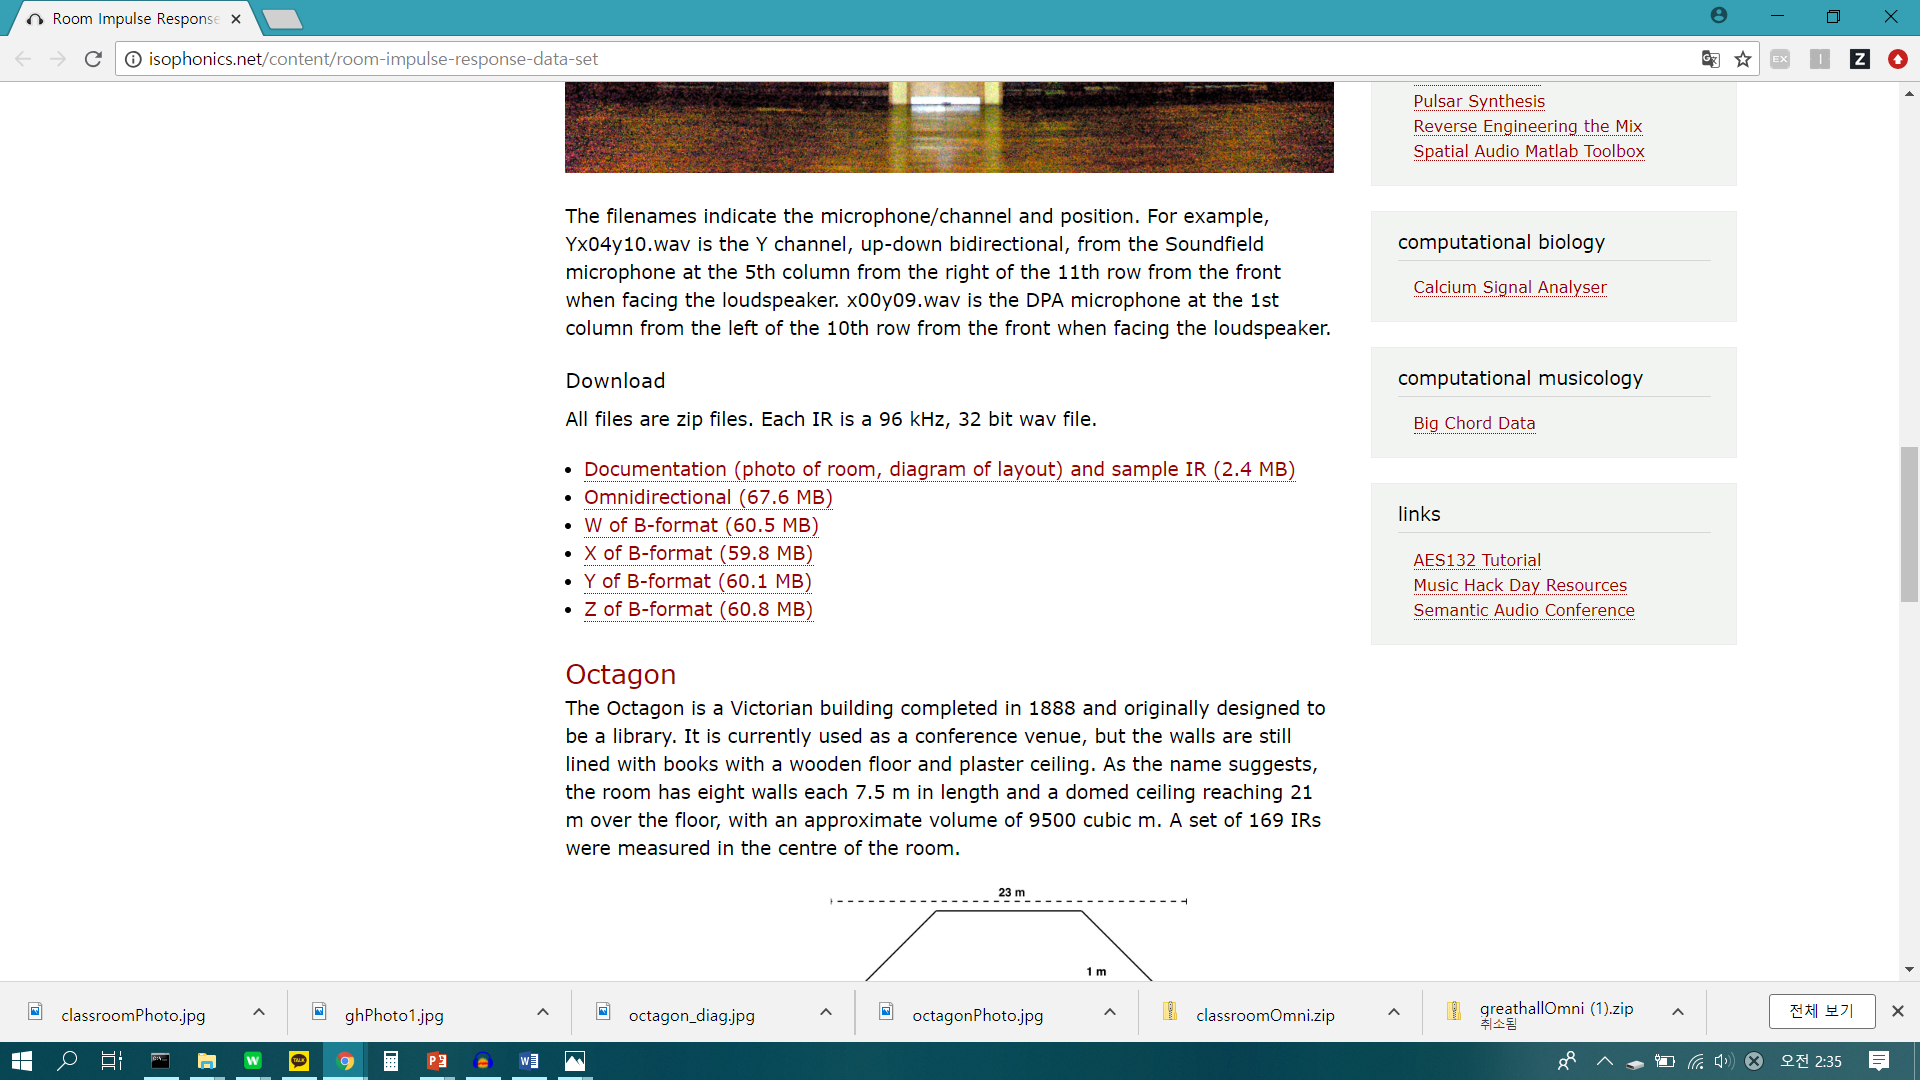 Room Impulse Response
isophonics.net/content/room-impulse-response-data-set
The filenames indicate the microphone/channel and position. For example,
Yx04y10.wav is the Y channel, up-down bidirectional, from the Soundfield
microphone at the 5th column from the right of the 11th row from the front
when facing the loudspeaker. x00y09.wav is the DPA microphone at the 1st
column from the left of the 10th row from the front when facing the loudspeaker.
Download
All files are zip files. Each IR is a 96 kHz, 32 bit wav file.
Documentation (photo of room, diagram of layout) and sample IR (2.4 MB)
Omnidirectional (67.6 MB)
W of B-format (60.5 MB)
X of B-format (59.8 MB)
Y of B-format (60.1 MB)
Z of B-format (60.8 MB)
Octagon
The Octagon is a Victorian building completed in 1888 and originally designed to
be a library. It is currently used as a conference venue, but the walls are still
lined with books with a wooden floor and plaster ceiling. As the name suggests,
the room has eight walls each 7.5 m in length and a domed ceiling reaching 21
m over the floor, with an approximate volume of 9500 cubic m. A set of 169 IRs
were measured in the centre of the room.
23 m
1 m
Pulsar Synthesis
Reverse Engineering the Mix
Spatial Audio Matlab Toolbox
computational biology
Calcium Signal Analyser
computational musicology
Big Chord Data
links
AES132 Tutorial
Music Hack Day Resources
Semantic Audio Conference
classroomPhoto.jpg
ghPhoto1.jpg
octagon_diag.jpg
octagonPhoto.jpg
classroomOmni.zip
greathallOmni (1).zip
취소됨
전체 보기
오전 2:35